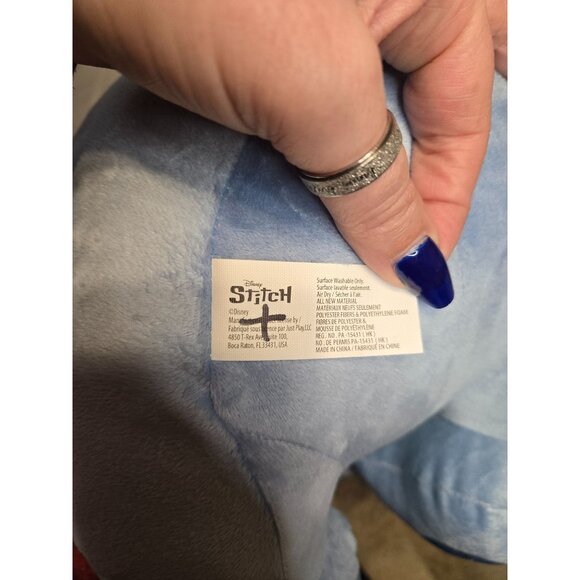 Disney
STitCH
© Disney
Fabrique sous licence par Just Play, LLC
4850 T-Rex Ave, Suite 100,
Boca Raton, FL 33431, USA
Surface Washable Only.
Surface lavable seulement.
Air Dry / Sécher à l'air.
ALL NEW MATERIAL
MATERIAUX NEUFS SEULEMENT
POLYESTER FIBERS & POLYETHYLENE FOAM
FIBRES DE POLYESTER &
MOUSSE DE POLYÉTHYLÈNE
REG . NO . PA -15431 ( HK )
NO . DE PERMIS PA -15431 ( HK )
MADE IN CHINA / FABRIQUÉ EN CHINE.